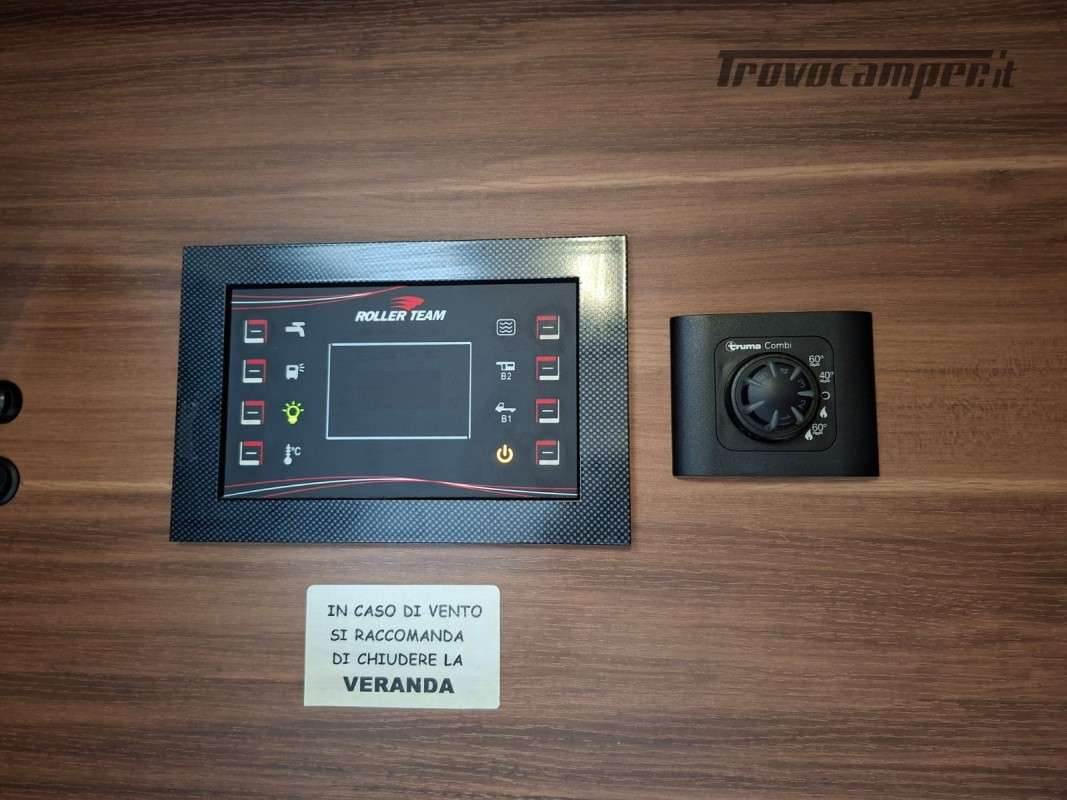 Trovocamper.it
ROLLER TEAM
B2
B1
°C
truma Combi
60°
40°
60°
IN CASO DI VENTO
SI RACCOMANDA
DI CHIUDERE LA
VERANDA